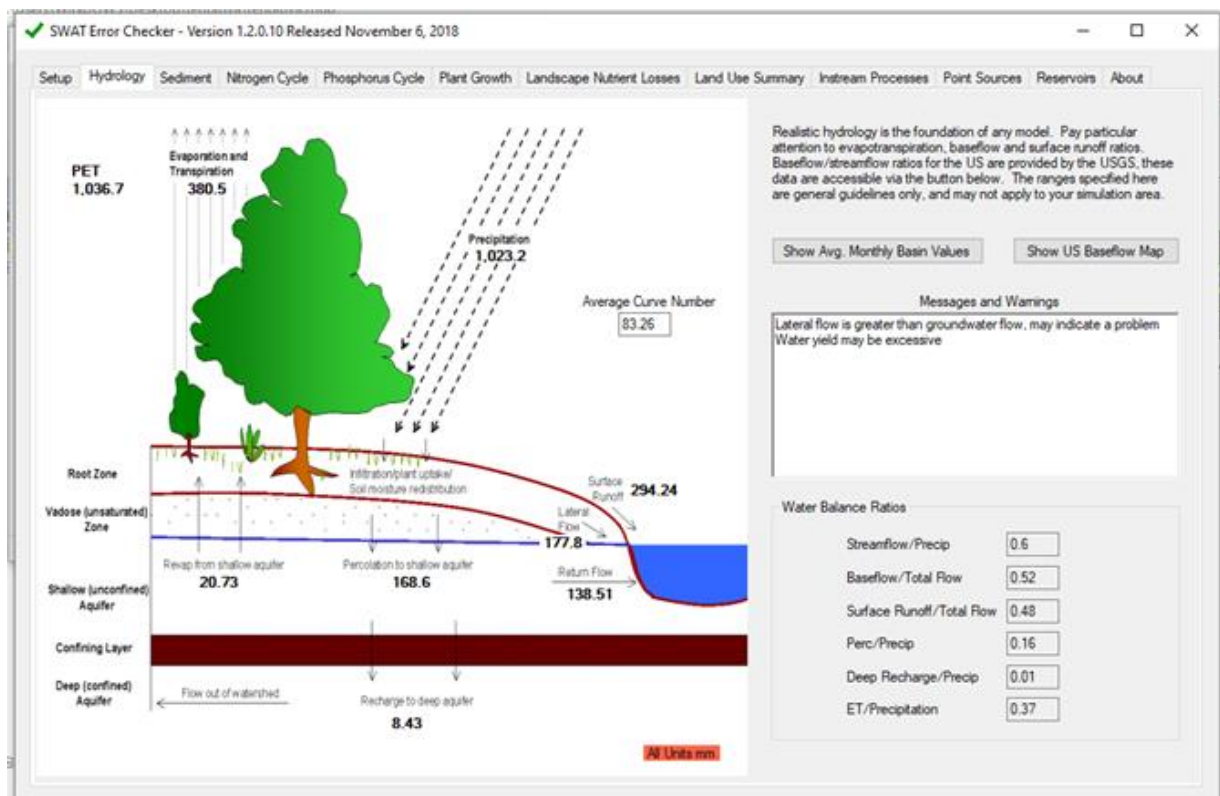 SWAT Error Checker - Version 1.2.0.10 Released November 6, 2018
Setup Hydrology Sediment Nitrogen Cycle Phosphorus Cycle Plant Growth Landscape Nutrient Losses Land Use Summary Instream Processes Point Sources Reservoirs About
PET
1,036.7
Evaporation and
Transpiration
380.5
Precipitation
1,023.2
Average Curve Number
83.26
Root Zone
Infiltration/plant uptake/
Soil moisture redistribution
Surface
Runoff
294.24
Vadose (unsaturated)
Zone
Lateral
Flow
177.8
Revap from shallow aquifer
20.73
Percolation to shallow aquifer
168.6
Return Flow
138.51
Shallow (unconfined)
Aquifer
Confining Layer
Deep (confined)
Aquifer
Flow out of watershed
Recharge to deep aquifer
8.43
All Units mm
Realistic hydrology is the foundation of any model. Pay particular
attention to evapotranspiration, baseflow and surface runoff ratios.
Baseflow/streamflow ratios for the US are provided by the USGS, these
data are accessible via the button below. The ranges specified here
are general guidelines only, and may not apply to your simulation area.
Show Avg. Monthly Basin Values
Show US Baseflow Map
Messages and Warnings
Lateral flow is greater than groundwater flow, may indicate a problem
Water yield may be excessive
Water Balance Ratios
Streamflow/Precip 0.6
Baseflow/Total Flow 0.52
Surface Runoff/Total Flow 0.48
Perc/Precip 0.16
Deep Recharge/Precip 0.01
ET/Precipitation 0.37